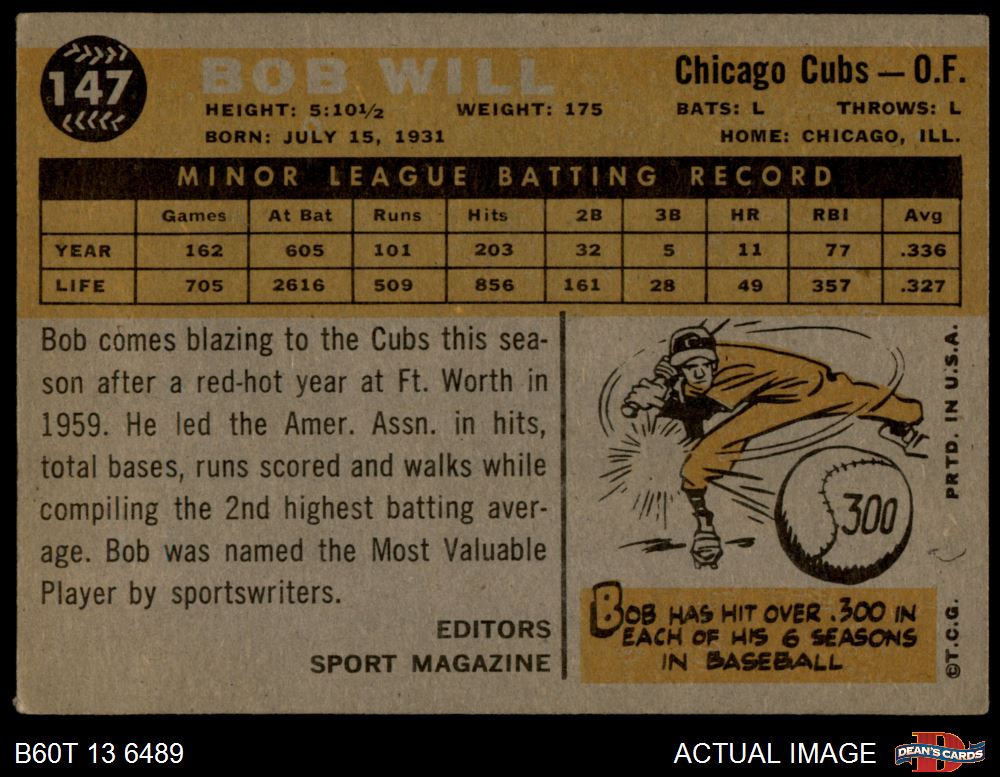 147
BOB WILL
Chicago Cubs — O.F.
HEIGHT: 5:10½ WEIGHT: 175 BATS: L THROWS: L
BORN: JULY 15, 1931 HOME: CHICAGO, ILL.
MINOR LEAGUE BATTING RECORD
Games At Bat Runs Hits 2B 3B HR RBI Avg
YEAR 162 605 101 203 32 5 11 77 .336
LIFE 705 2616 509 856 161 28 49 357 .327
Bob comes blazing to the Cubs this sea-
son after a red-hot year at Ft. Worth in
1959. He led the Amer. Assn. in hits,
total bases, runs scored and walks while
compiling the 2nd highest batting aver-
age. Bob was named the Most Valuable
Player by sportswriters.
EDITORS
SPORT MAGAZINE
C
300
BOB HAS HIT OVER .300 IN
EACH OF HIS 6 SEASONS
IN BASEBALL
©T.C.G. PRTD. IN U.S.A.
B60T 13 6489
ACTUAL IMAGE
D
DEAN'S CARDS